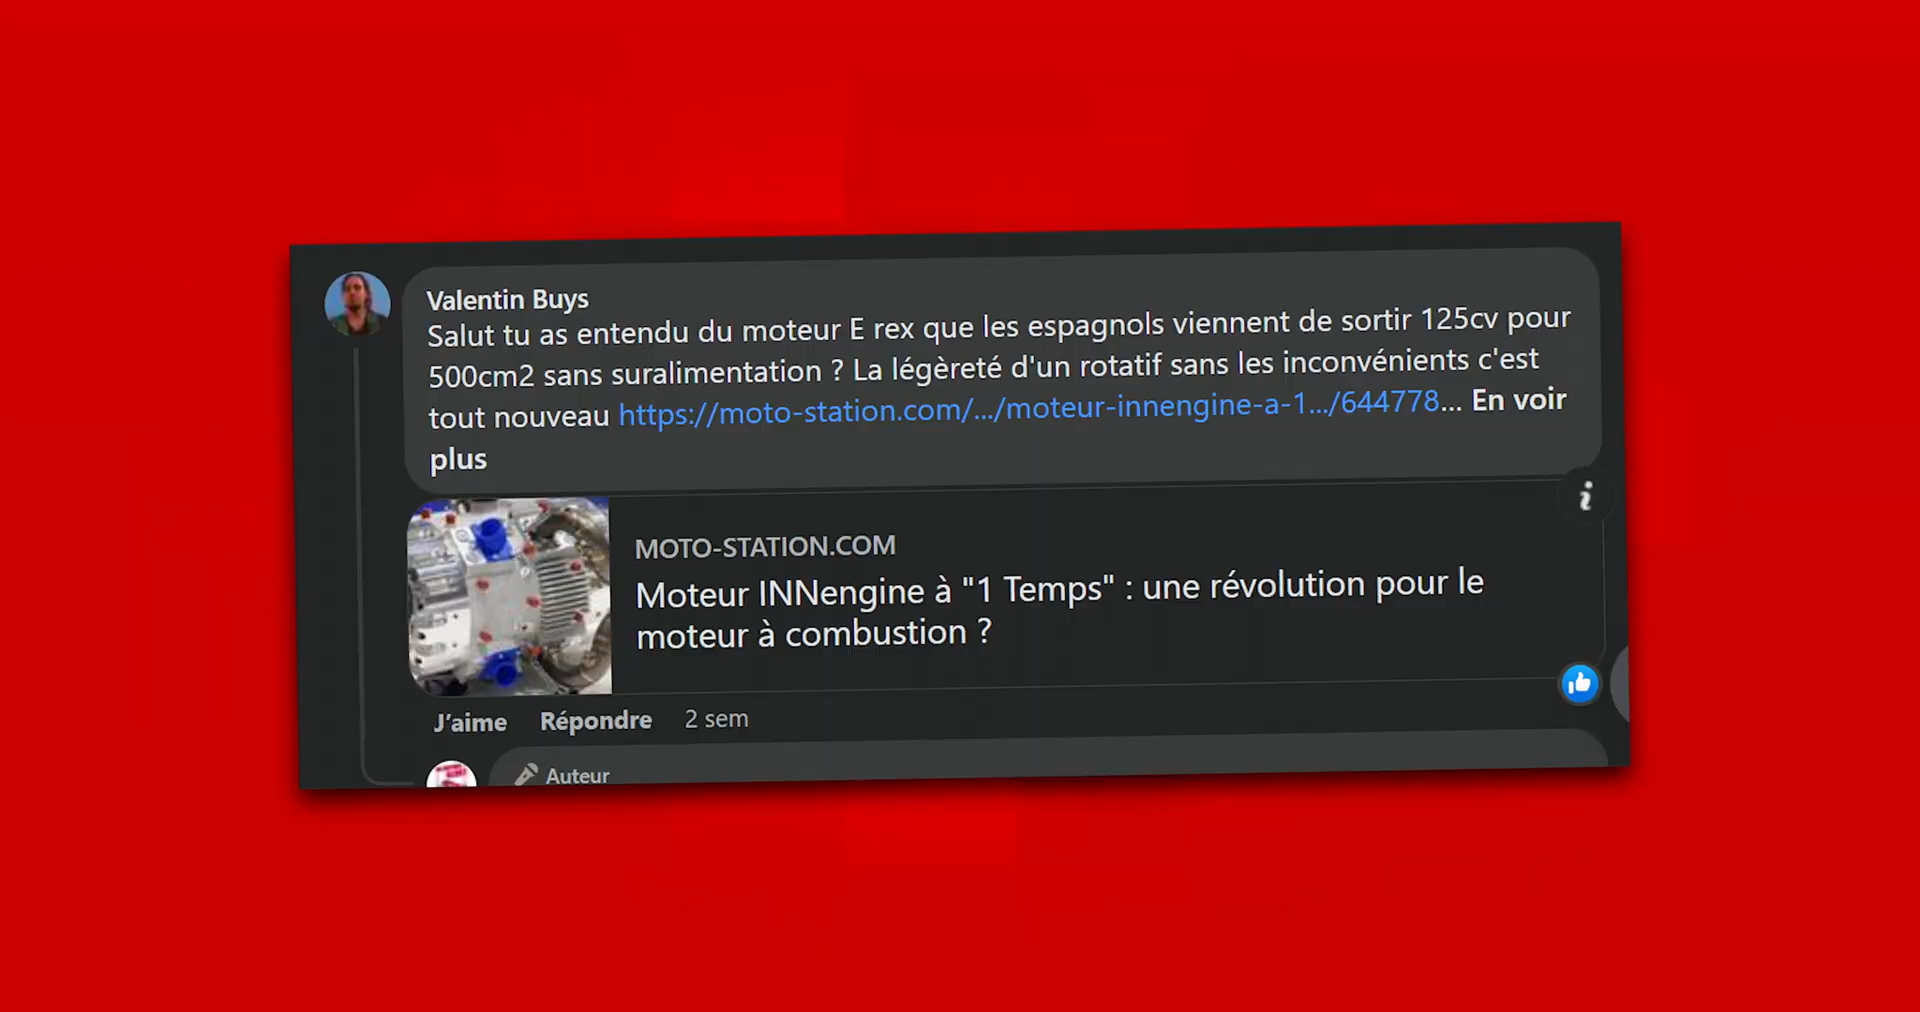 Valentin Buys
Salut tu as entendu du moteur E rex que les espagnols viennent de sortir 125cv pour
500cm2 sans suralimentation ? La légèreté d'un rotatif sans les inconvénients c'est
tout nouveau https://moto-station.com/.../moteur-innengine-a-1.../644778... En voir
plus
i
MOTO-STATION.COM
Moteur INNengine à "1 Temps" : une révolution pour le
moteur à combustion ?
J'aime Répondre 2 sem
Auteur